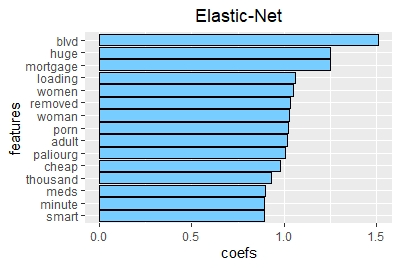 Elastic-Net
features
blvd
huge
mortgage
loading
women
removed
woman
porn
adult
paliourg
cheap
thousand
meds
minute
smart
0.0 0.5 1.0 1.5
coefs